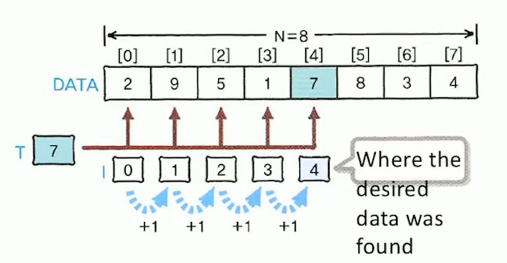 N=8
[0] [1] [2] [3] [4] [5] [6] [7]
DATA 2 9 5 1 7 8 3 4
T 7
I 0 1 2 3 4
+1 +1 +1 +1
Where the
desired
data was
found